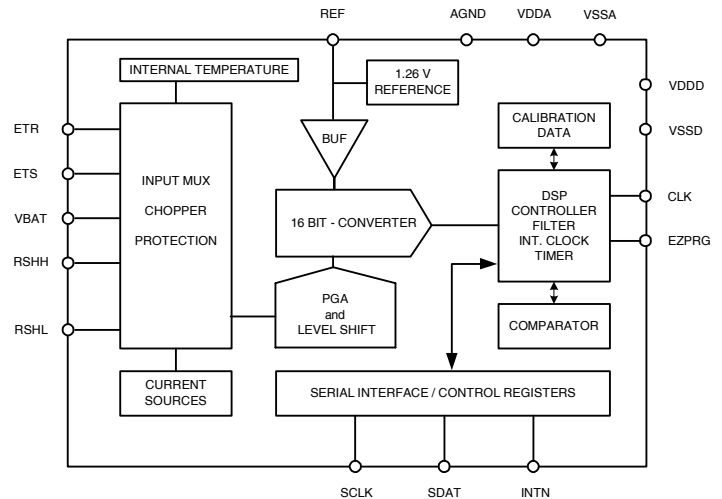 REF
AGND
VDDA
VSSA
INTERNAL TEMPERATURE
1.26 V
REFERENCE
VDDD
CALIBRATION
DATA
VSSD
ETR
ETS
VBAT
RSHH
RSHL
INPUT MUX
CHOPPER
PROTECTION
BUF
16 BIT - CONVERTER
DSP
CONTROLLER
FILTER
INT. CLOCK
TIMER
CLK
EZPRG
PGA
and
LEVEL SHIFT
COMPARATOR
CURRENT
SOURCES
SERIAL INTERFACE / CONTROL REGISTERS
SCLK
SDAT
INTN